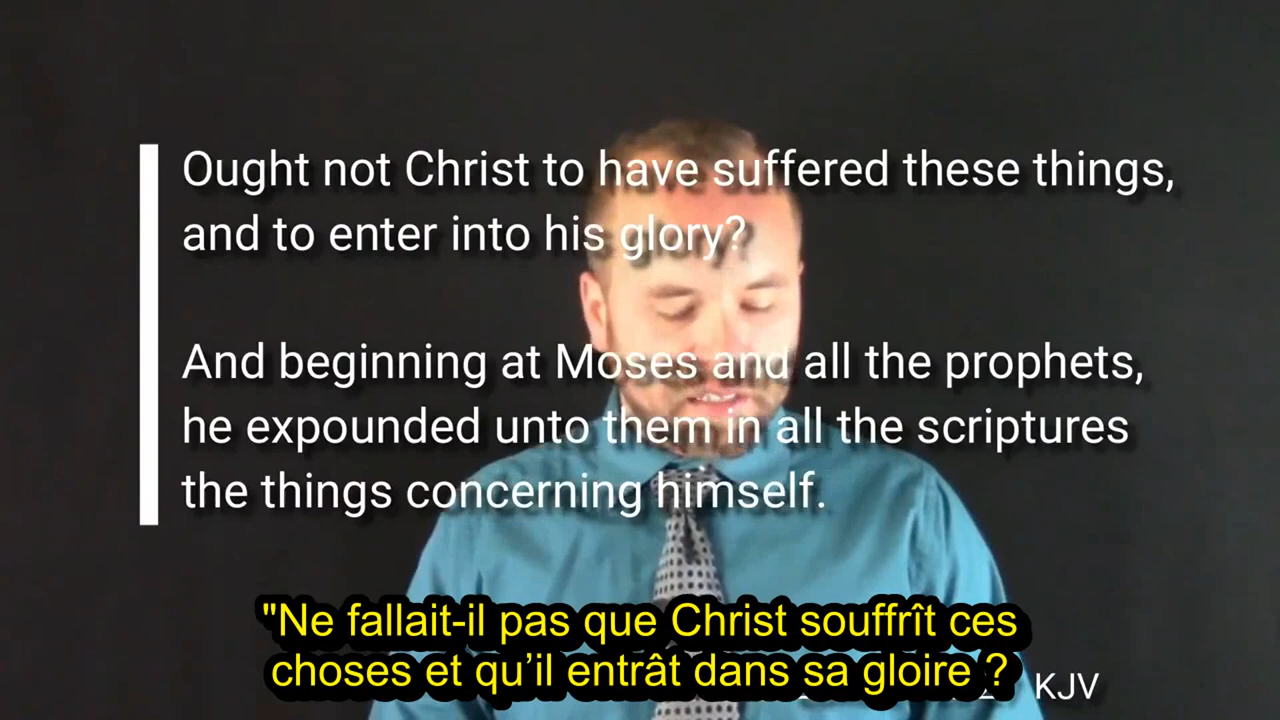 Ought not Christ to have suffered these things,
and to enter into his glory?
And beginning at Moses and all the prophets,
he expounded unto them in all the scriptures
the things concerning himself.
"Ne fallait-il pas que Christ souffrît ces
choses et qu’il entrât dans sa gloire ?
KJV